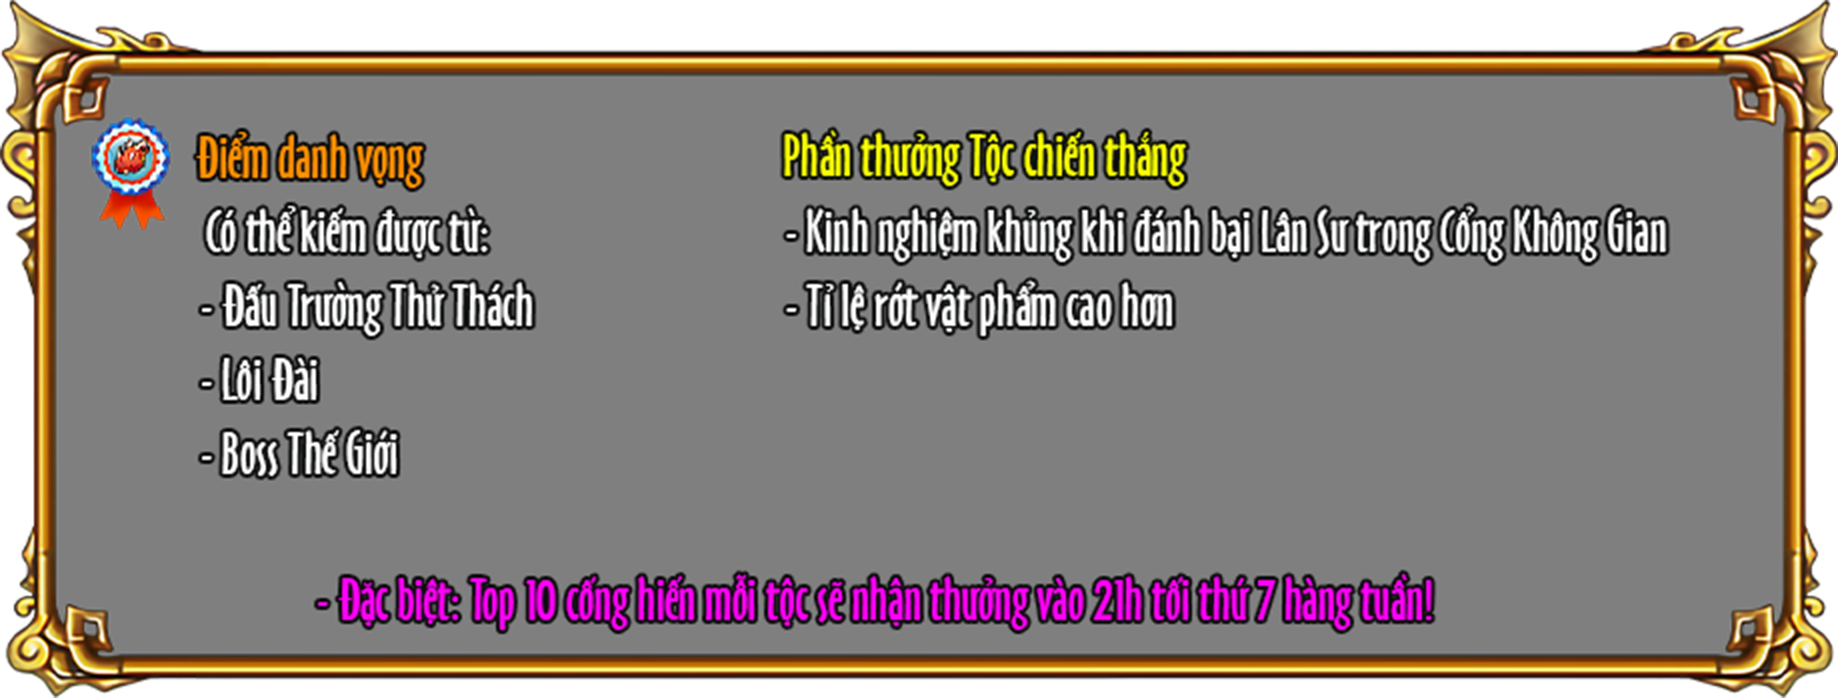 Điểm danh vọng
Có thể kiếm được từ:
- Đấu Trường Thử Thách
- Lôi Đài
- Boss Thế Giới
Phần thưởng Tộc chiến thắng
- Kinh nghiệm khủng khi đánh bại Lân Sư trong Cổng Không Gian
- Tỉ lệ rớt vật phẩm cao hơn
- Đặc biệt: Top 10 cống hiến mỗi tộc sẽ nhận thưởng vào 21h tối thứ 7 hàng tuần!